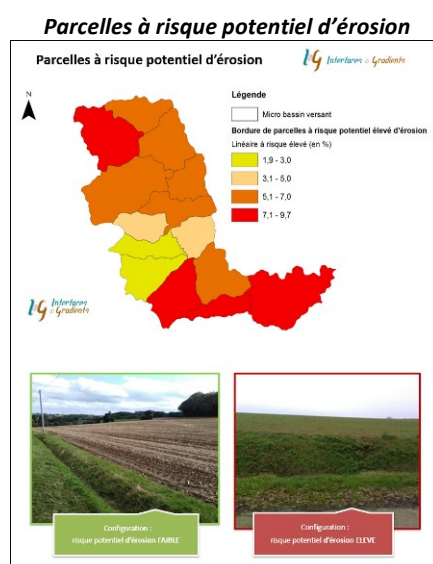 Parcelles à risque potentiel d'érosion
Parcelles à risque potentiel d'érosion
I&G Interfaces & Gradients
N
Légende
Micro bassin versant
Bordure de parcelles à risque potentiel élevé d'érosion
Linéaire à risque élevé (en %)
1,9 - 3,0
3,1 - 5,0
5,1 - 7,0
7,1 - 9,7
I&G Interfaces & Gradients
Configuration :
risque potentiel d'érosion FAIBLE
Configuration :
risque potentiel d'érosion ELEVE